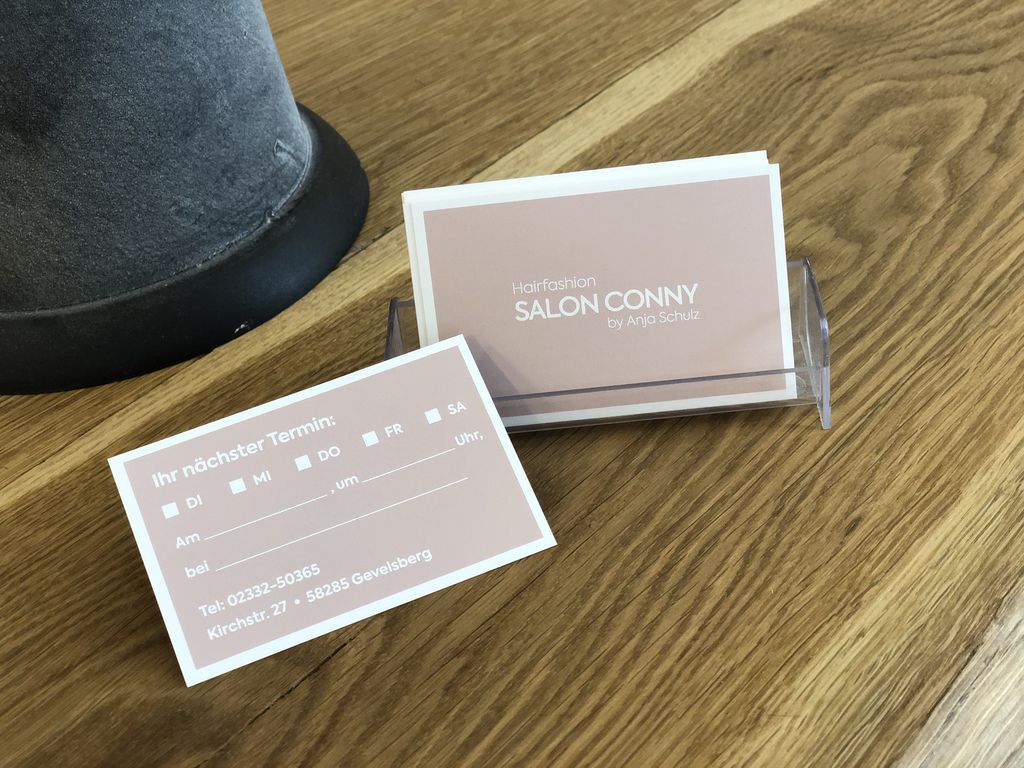 Hairfashion
SALON CONNY
by Anja Schulz
Ihr nächster Termin:
DI MI DO FR SA
Am , um Uhr,
bei
Tel: 02332-50365
Kirchstr. 27 • 58285 Gevelsberg